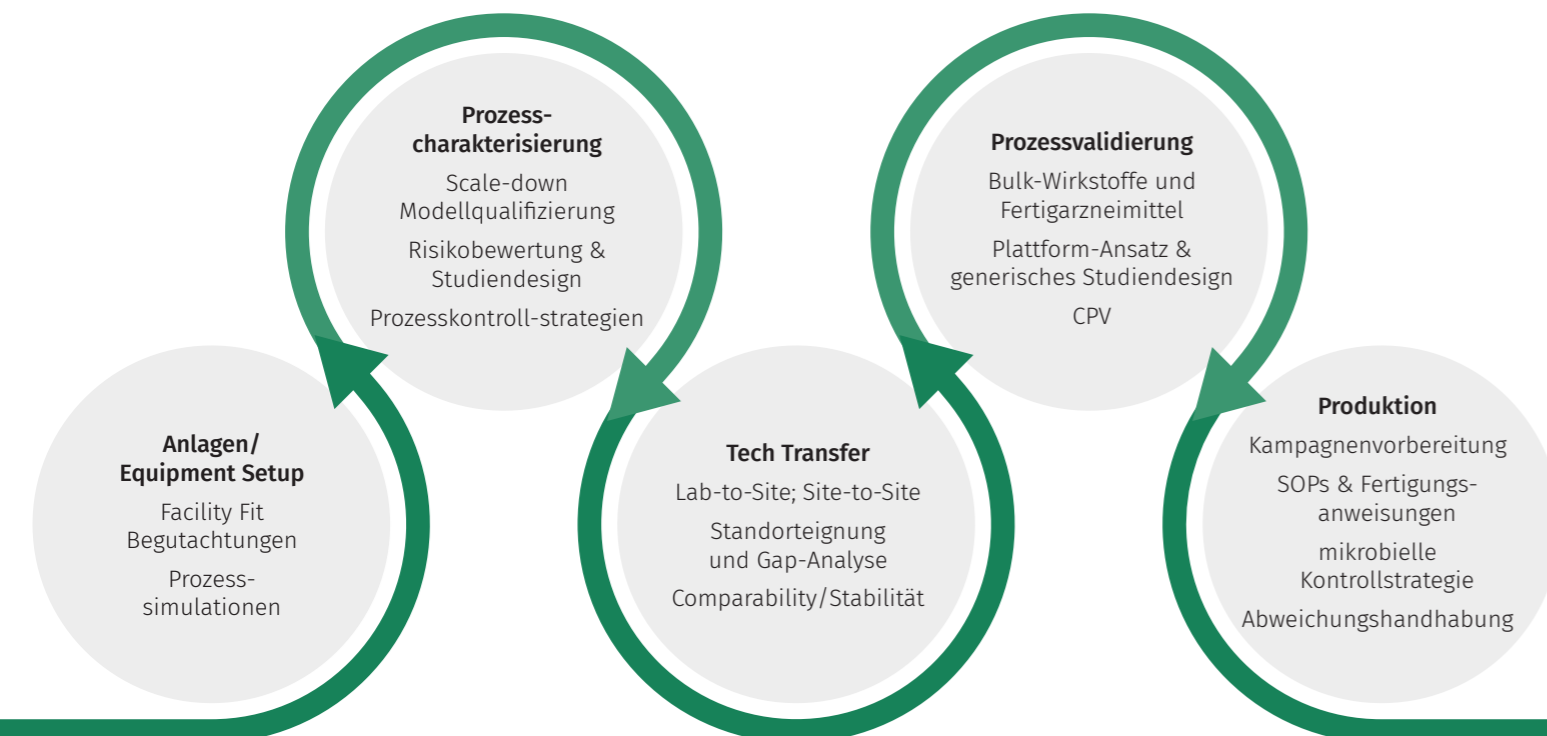 Anlagen/
Equipment Setup
Facility Fit
Begutachtungen
Prozess-
simulationen
Prozess-
charakterisierung
Scale-down
Modellqualifizierung
Risikobewertung &
Studiendesign
Prozesskontroll-strategien
Tech Transfer
Lab-to-Site; Site-to-Site
Standorteignung
und Gap-Analyse
Comparability/Stabilität
Prozessvalidierung
Bulk-Wirkstoffe und
Fertigarzneimittel
Plattform-Ansatz &
generisches Studiendesign
CPV
Produktion
Kampagnenvorbereitung
SOPs & Fertigungs-
anweisungen
mikrobielle
Kontrollstrategie
Abweichungshandhabung